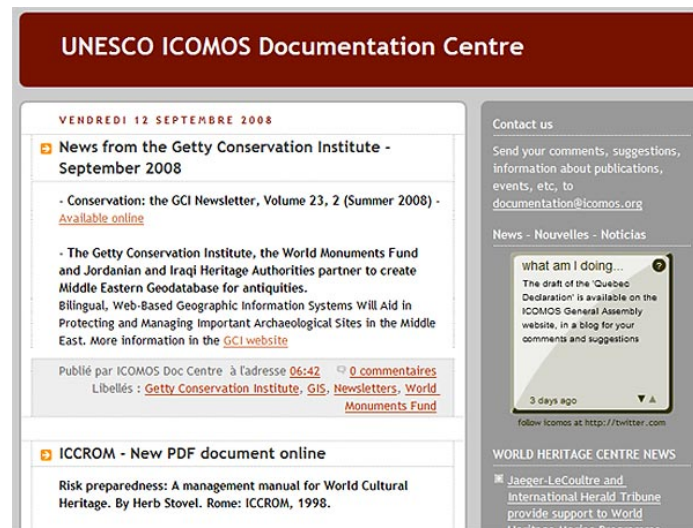 UNESCO ICOMOS Documentation Centre
VENDREDI 12 SEPTEMBRE 2008
News from the Getty Conservation Institute -
September 2008
- Conservation: the GCI Newsletter, Volume 23, 2 (Summer 2008) -
Available online
- The Getty Conservation Institute, the World Monuments Fund
and Jordanian and Iraqi Heritage Authorities partner to create
Middle Eastern Geodatabase for antiquities.
Bilingual, Web-Based Geographic Information Systems Will Aid in
Protecting and Managing Important Archaeological Sites in the Middle
East. More information in the GCI website
Publié par ICOMOS Doc Centre à l'adresse 06:42 0 commentaires
Libellés : Getty Conservation Institute, GIS, Newsletters, World
Monuments Fund
ICCROM - New PDF document online
Risk preparedness: A management manual for World Cultural
Heritage. By Herb Stovel. Rome: ICCROM, 1998.
Contact us
Send your comments, suggestions,
information about publications,
events, etc, to
documentation@icomos.org
News - Nouvelles - Noticias
what am I doing... ?
The draft of the 'Quebec
Declaration' is available on the
ICOMOS General Assembly
website, in a blog for your
comments and suggestions
3 days ago
follow icomos at http://twitter.com
WORLD HERITAGE CENTRE NEWS
Jaeger-LeCoultre and
International Herald Tribune
provide support to World
Heritage Marine Programme